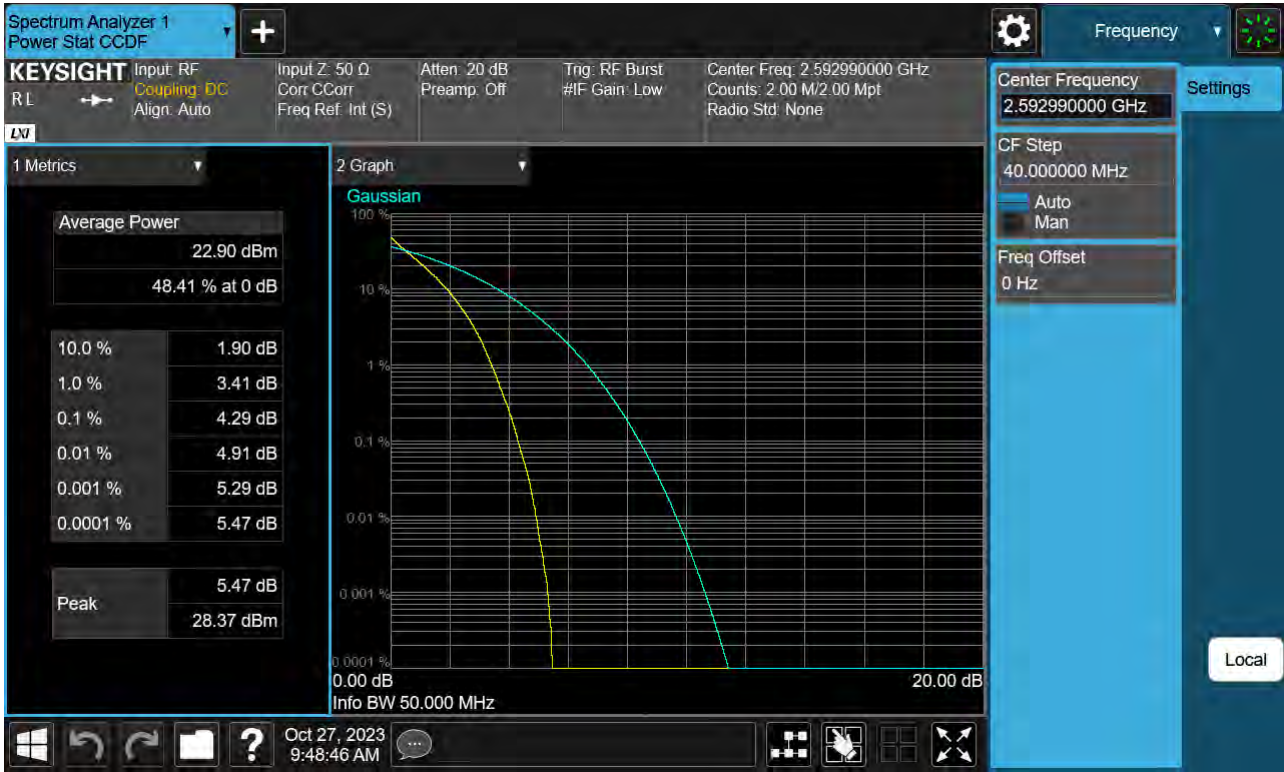 Spectrum Analyzer 1
Power Stat CCDF
+
Frequency
KEYSIGHT
RL
LXI
Input: RF
Coupling: DC
Align: Auto
Input Z: 50 Ω
Corr CCorr
Freq Ref: Int (S)
Atten: 20 dB
Preamp: Off
Trig: RF Burst
#IF Gain: Low
Center Freq: 2.592990000 GHz
Counts: 2.00 M/2.00 Mpt
Radio Std: None
Center Frequency
2.592990000 GHz
Settings
CF Step
40.000000 MHz
Auto
Man
Freq Offset
0 Hz
1 Metrics
Average Power
22.90 dBm
48.41 % at 0 dB
10.0 % 1.90 dB
1.0 % 3.41 dB
0.1 % 4.29 dB
0.01 % 4.91 dB
0.001 % 5.29 dB
0.0001 % 5.47 dB
Peak
5.47 dB
28.37 dBm
2 Graph
Gaussian
100 %
10 %
1 %
0.1 %
0.01 %
0.001 %
0.0001 %
0.00 dB 20.00 dB
Info BW 50.000 MHz
Local
?
Oct 27, 2023
9:48:46 AM